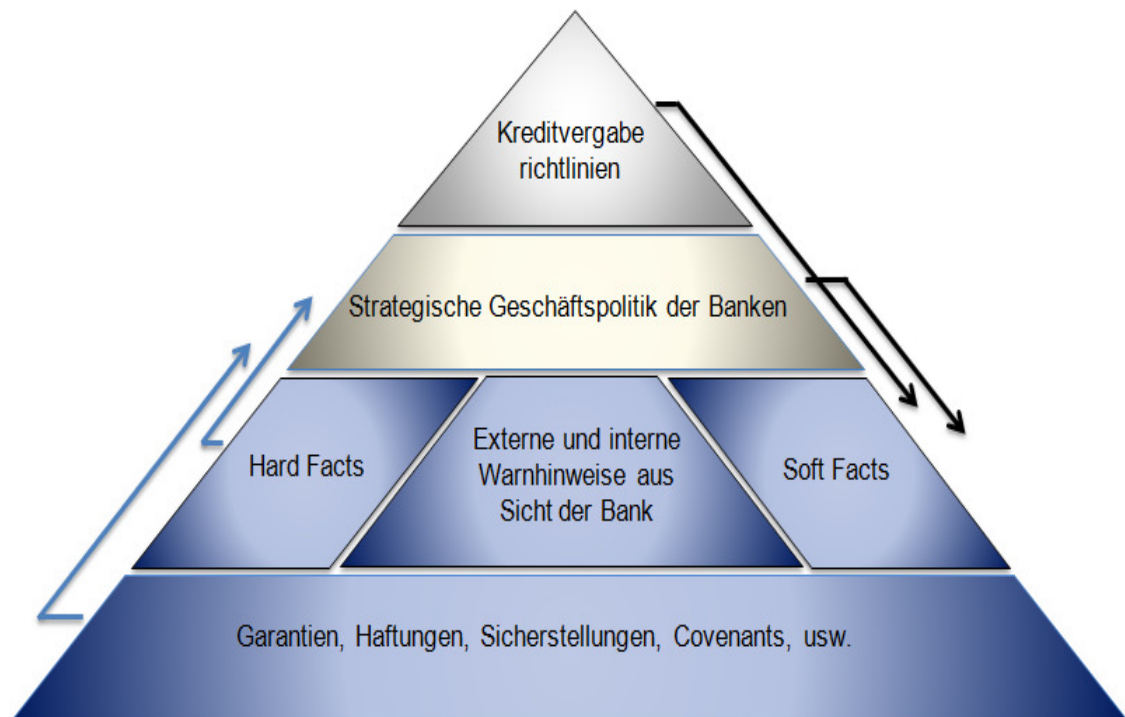 Kreditvergabe
richtlinien
Strategische Geschäftspolitik der Banken
Hard Facts
Externe und interne
Warnhinweise aus
Sicht der Bank
Soft Facts
Garantien, Haftungen, Sicherstellungen, Covenants, usw.